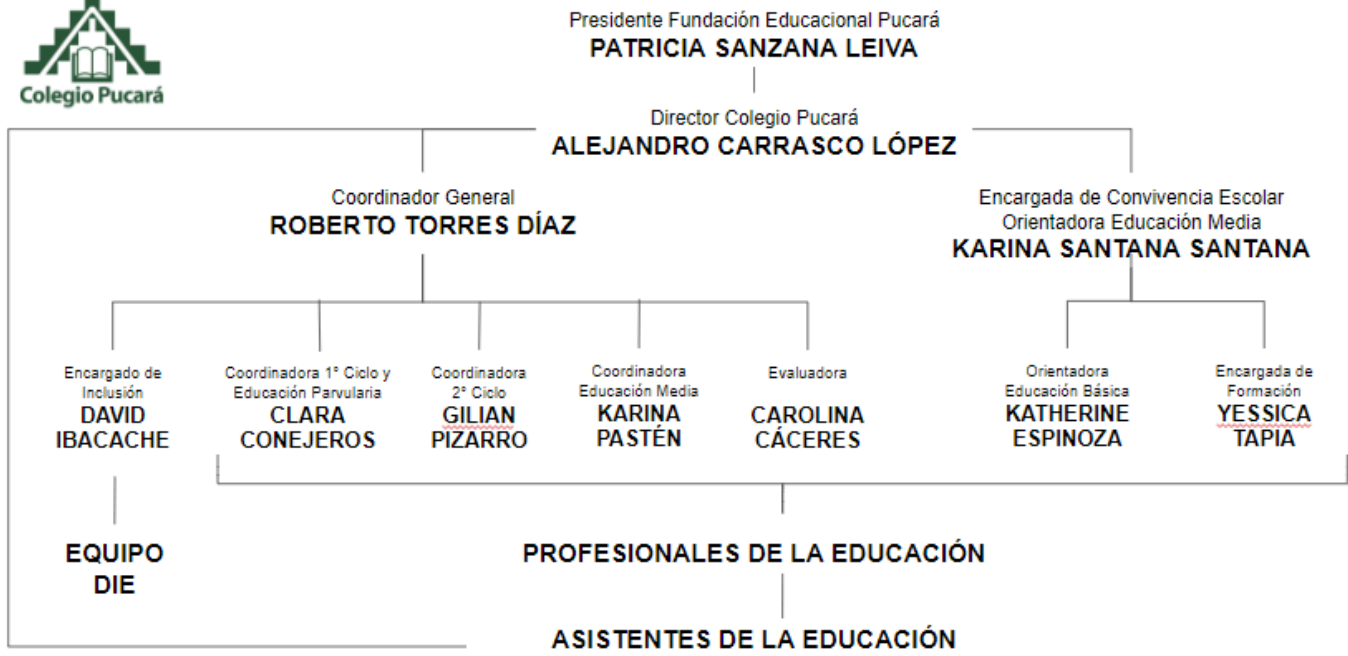 Colegio Pucará
Presidente Fundación Educacional Pucará
PATRICIA SANZANA LEIVA
Director Colegio Pucará
ALEJANDRO CARRASCO LÓPEZ
Coordinador General
ROBERTO TORRES DÍAZ
Encargada de Convivencia Escolar
Orientadora Educación Media
KARINA SANTANA SANTANA
Encargado de
Inclusión
DAVID
IBACACHE
Coordinadora 1° Ciclo y
Educación Parvularia
CLARA
CONEJEROS
Coordinadora
2° Ciclo
GILIAN
PIZARRO
Coordinadora
Educación Media
KARINA
PASTÉN
Evaluadora
CAROLINA
CÁCERES
Orientadora
Educación Básica
KATHERINE
ESPINOZA
Encargada de
Formación
YESSICA
TAPIA
EQUIPO
DIE
PROFESIONALES DE LA EDUCACIÓN
ASISTENTES DE LA EDUCACIÓN